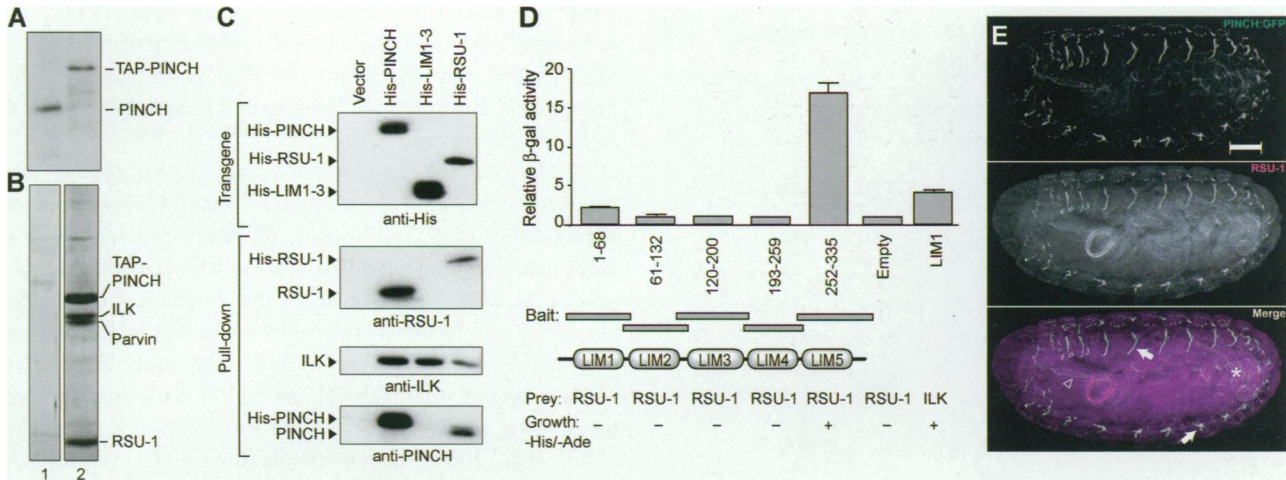 A
TAP-PINCH
PINCH
B
TAP-
PINCH
ILK
Parvin
RSU-1
1 2
C
Vector
His-PINCH
His-LIM1-3
His-RSU-1
Transgene
His-PINCH
His-RSU-1
His-LIM1-3
anti-His
Pull-down
His-RSU-1
RSU-1
anti-RSU-1
ILK
anti-ILK
His-PINCH
PINCH
anti-PINCH
D
Relative β-gal activity
20
15
10
5
0
1-68
61-132
120-200
193-259
252-335
Empty
LIM1
Bait:
LIM1 LIM2 LIM3 LIM4 LIM5
Prey: RSU-1 RSU-1 RSU-1 RSU-1 RSU-1 RSU-1 ILK
Growth: – – – – + – +
-His/-Ade
E
PINCH:GFP
RSU-1
Merge
*